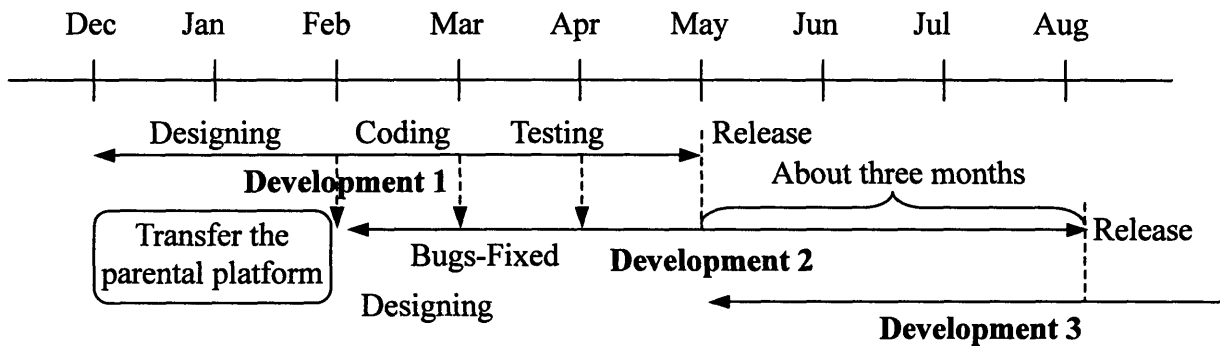 Dec Jan Feb Mar Apr May Jun Jul Aug
Designing Coding Testing Release
Development 1
About three months
Transfer the
parental platform
Bugs-Fixed
Development 2
Release
Designing
Development 3